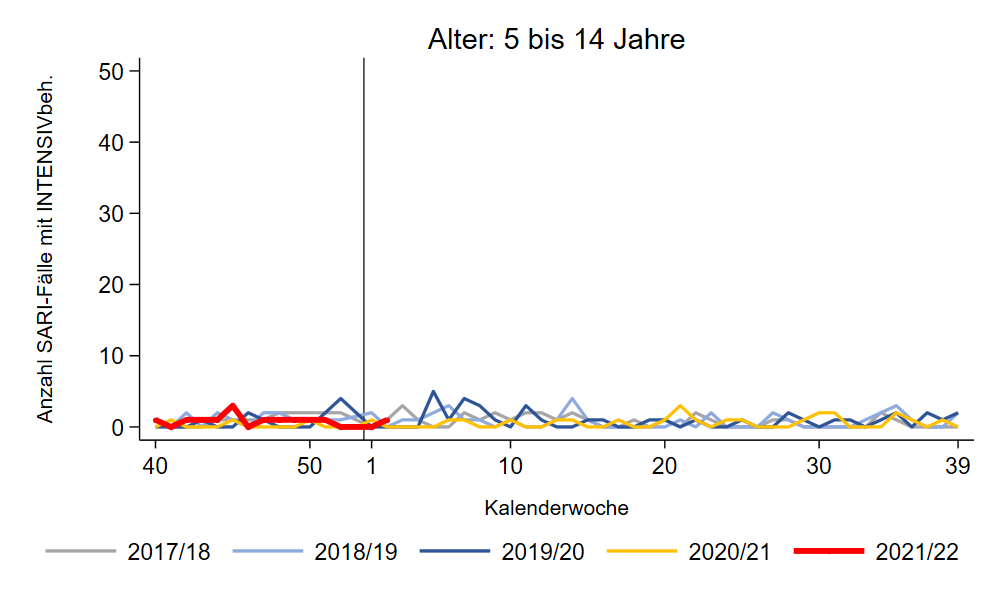 Alter: 5 bis 14 Jahre
Anzahl SARI-Fälle mit INTENSIVbeh.
50
40
30
20
10
0
40 50 1 10 20 30 39
Kalenderwoche
2017/18 2018/19 2019/20 2020/21 2021/22